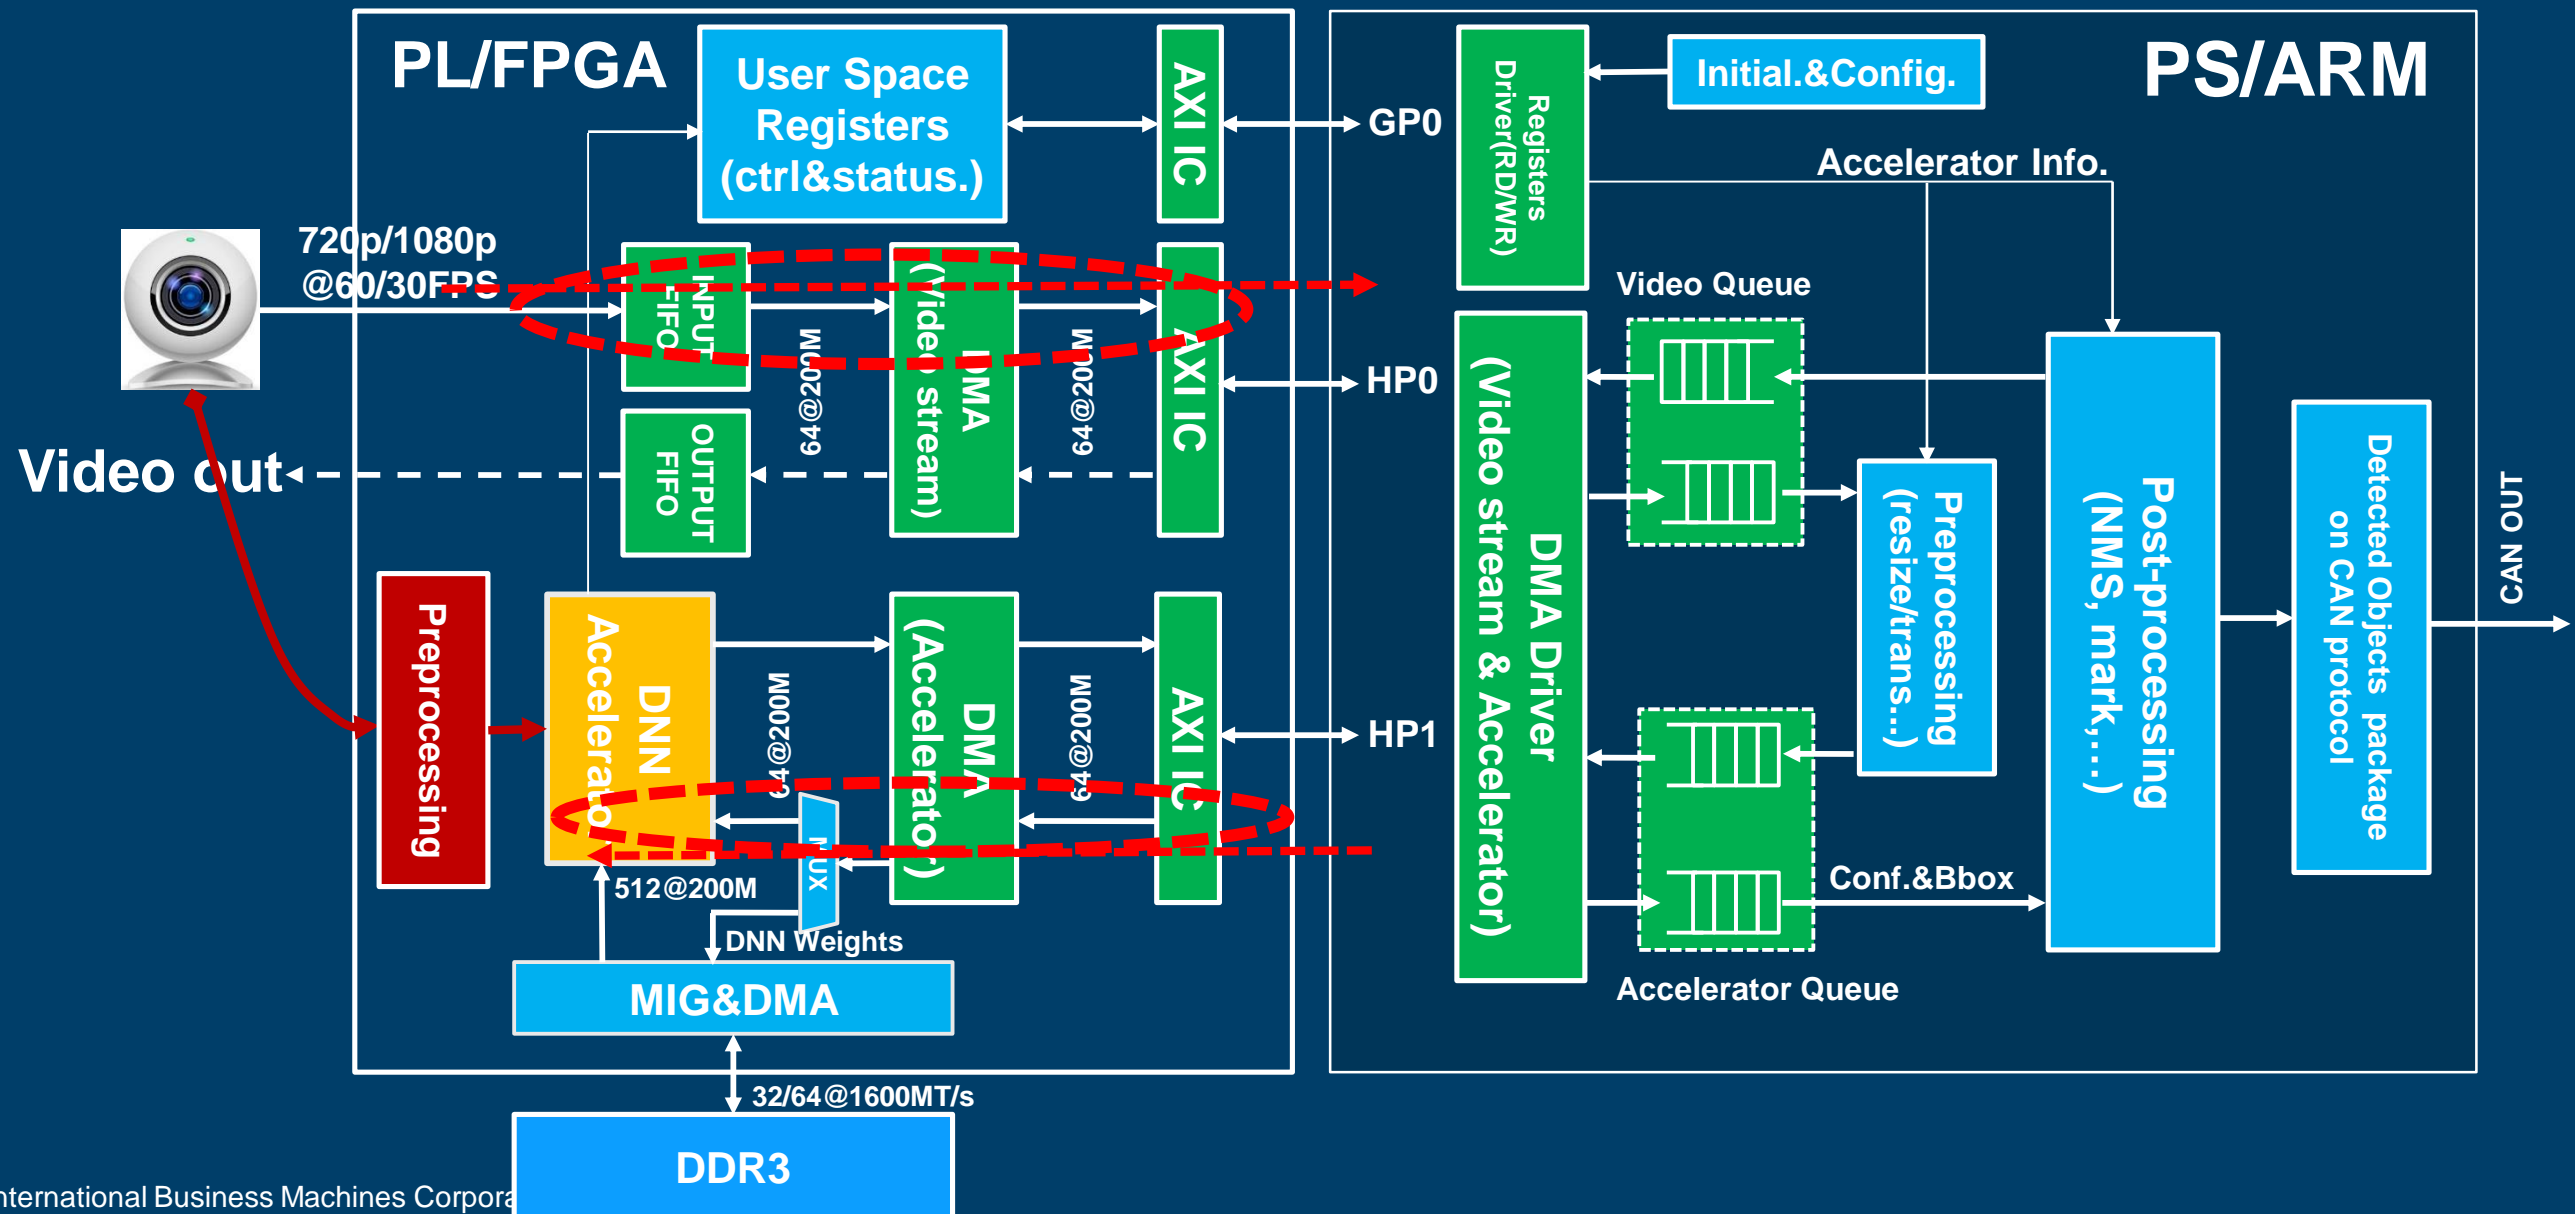 PL/FPGA
User Space
Registers
(ctrl&status.)
AXI IC
GP0
Registers
Driver(RD/WR)
Initial.&Config.
PS/ARM
Accelerator Info.
720p/1080p
@60/30FPS
INPUT
FIFO
64@200M
DMA
(Video stream)
64@200M
AXI IC
HP0
Video Queue
Video out
OUTPUT
FIFO
DMA Driver
(Video stream & Accelerator)
Preprocessing
(resize/trans...)
Post-processing
(NMS, mark,...)
Detected Objects package
on CAN protocol
CAN OUT
Preprocessing
DNN
Accelerator
64@200M
DMA
(Accelerator)
64@200M
AXI IC
HP1
MUX
512@200M
DNN Weights
Conf.&Bbox
Accelerator Queue
MIG&DMA
32/64@1600MT/s
DDR3
International Business Machines Corpora